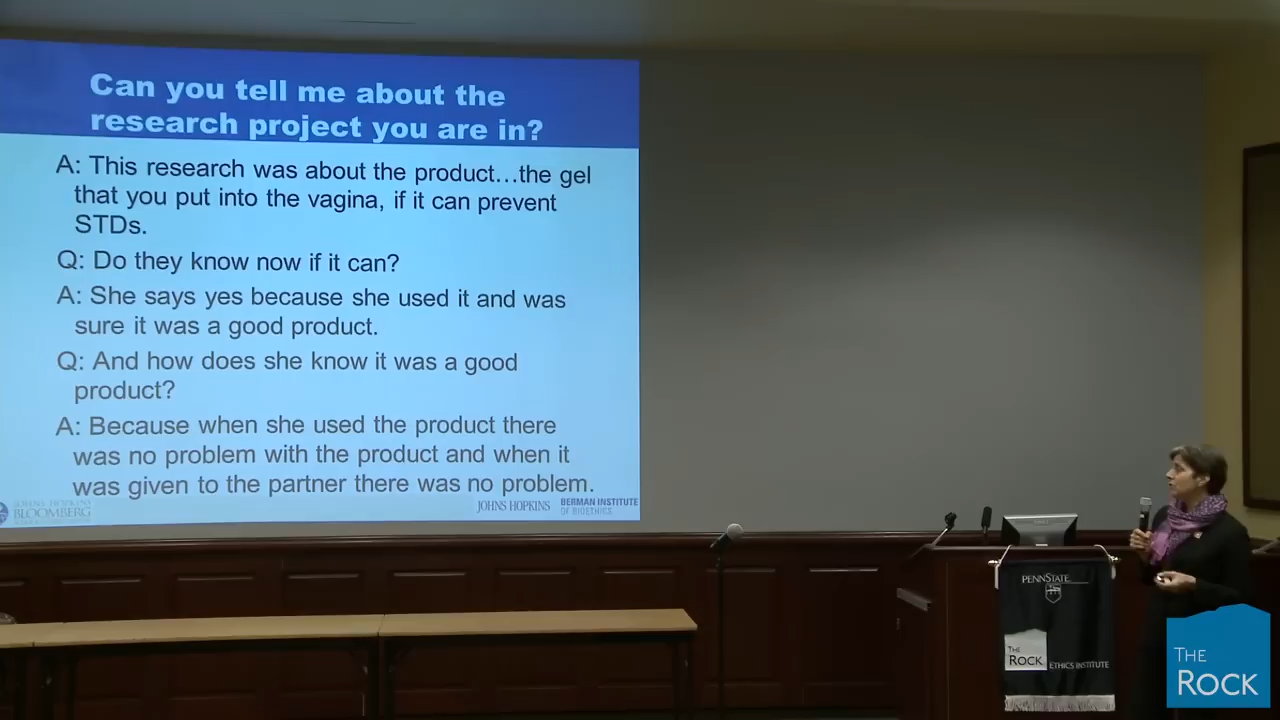 Can you tell me about the
research project you are in?
A: This research was about the product...the gel
that you put into the vagina, if it can prevent
STDs.
Q: Do they know now if it can?
A: She says yes because she used it and was
sure it was a good product.
Q: And how does she know it was a good
product?
A: Because when she used the product there
was no problem with the product and when it
was given to the partner there was no problem.
JOHNS HOPKINS
BLOOMBERG
JOHNS HOPKINS
BERMAN INSTITUTE
OF BIOETHICS
PENNSTATE
THE
ROCK
ETHICS INSTITUTE
THE
ROCK